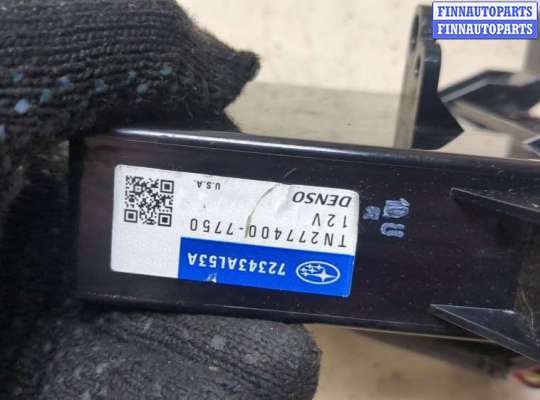 FINNAUTOPARTS
FINNAUTOPARTS
72343AL53A
TN277400-7750
12V
DENSO
U.S.A.